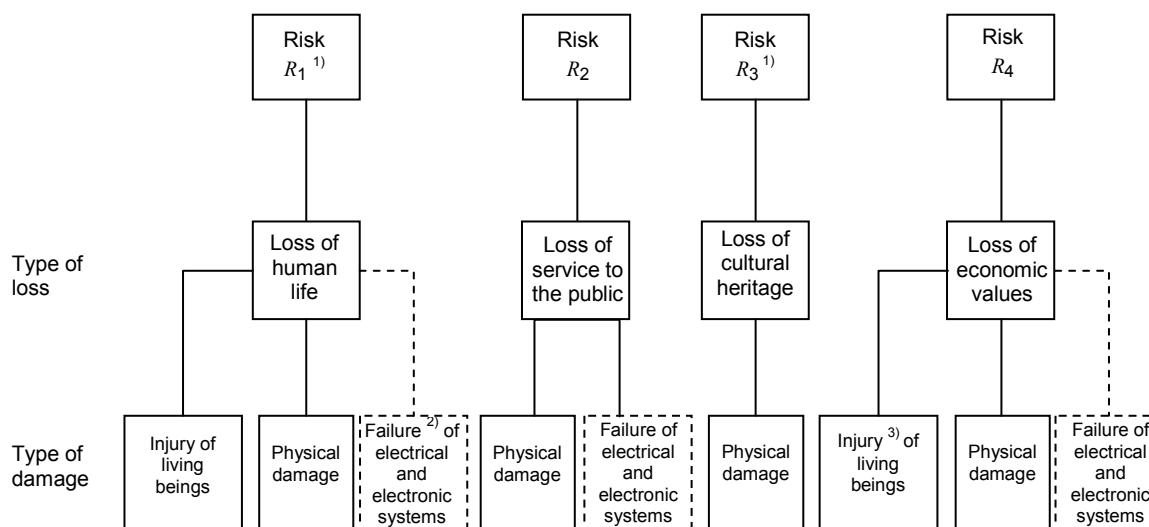 Risk
R1 1)
Risk
R2
Risk
R3 1)
Risk
R4
Type of
loss
Loss of
human
life
Loss of
service to
the public
Loss of
cultural
heritage
Loss of
economic
values
Type of
damage
Injury of
living
beings
Physical
damage
Failure 2) of
electrical
and
electronic
systems
Physical
damage
Failure of
electrical
and
electronic
systems
Physical
damage
Injury 3) of
living
beings
Physical
damage
Failure of
electrical
and
electronic
systems